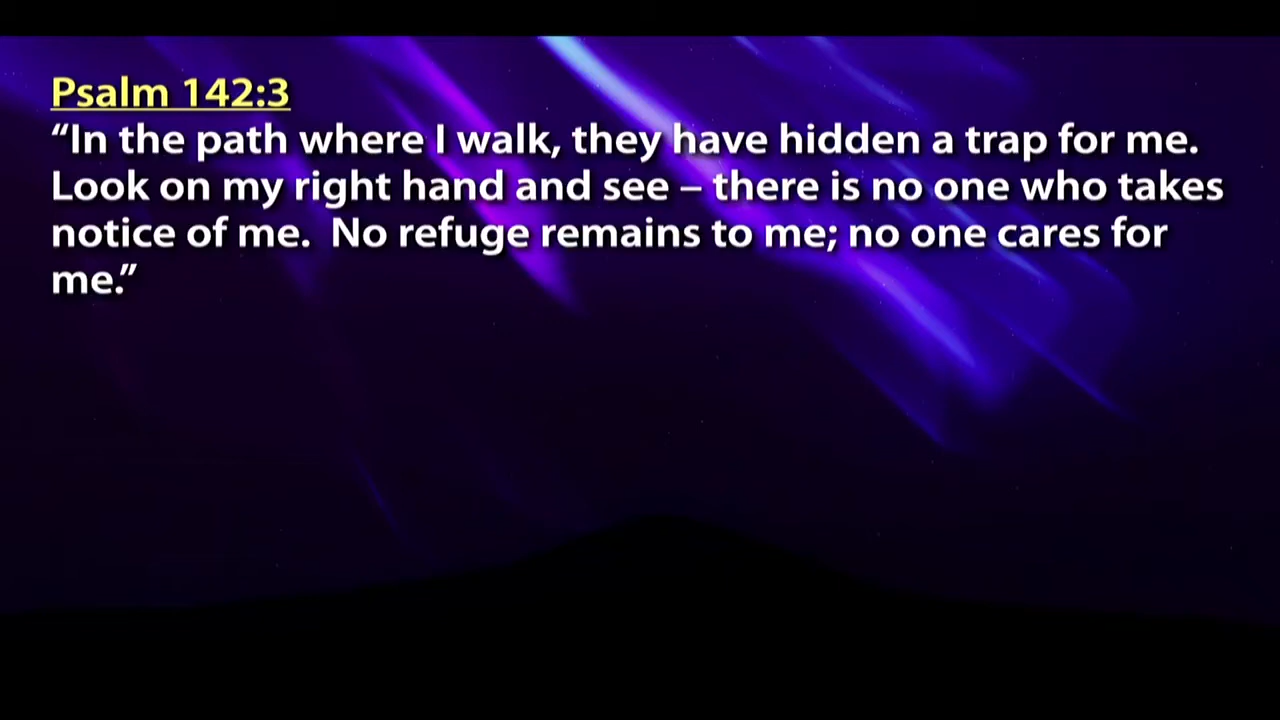 Psalm 142:3
“In the path where I walk, they have hidden a trap for me.
Look on my right hand and see – there is no one who takes
notice of me.  No refuge remains to me; no one cares for
me.”